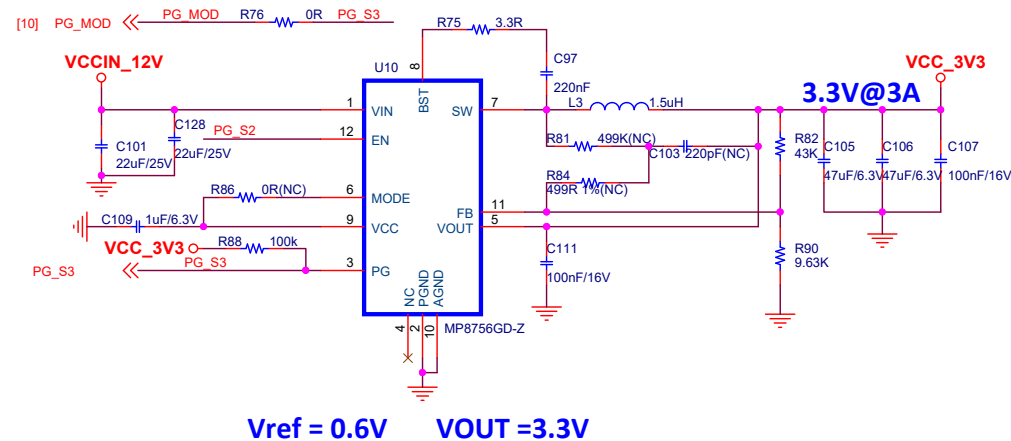 [10] PG_MOD PG_MOD R76 0R PG_S3
R75 3.3R
VCCIN_12V
VCC_3V3
U10
8
BST
C97
220nF
3.3V@3A
1 VIN SW 7 L3 1.5uH
C128
22uF/25V
PG_S2 12 EN
C101
22uF/25V
R81 499K(NC)
C103 220pF(NC)
R82
43K
C105
47uF/6.3V
C106
47uF/6.3V
C107
100nF/16V
R84
499R 1%(NC)
R86 0R(NC) 6 MODE
FB 11
C109 1uF/6.3V 9 VCC VOUT 5
VCC_3V3 R88 100k
C111
100nF/16V
R90
9.63K
PG_S3 PG_S3 3 PG
NC PGND AGND
4 2 10 MP8756GD-Z
Vref = 0.6V VOUT =3.3V